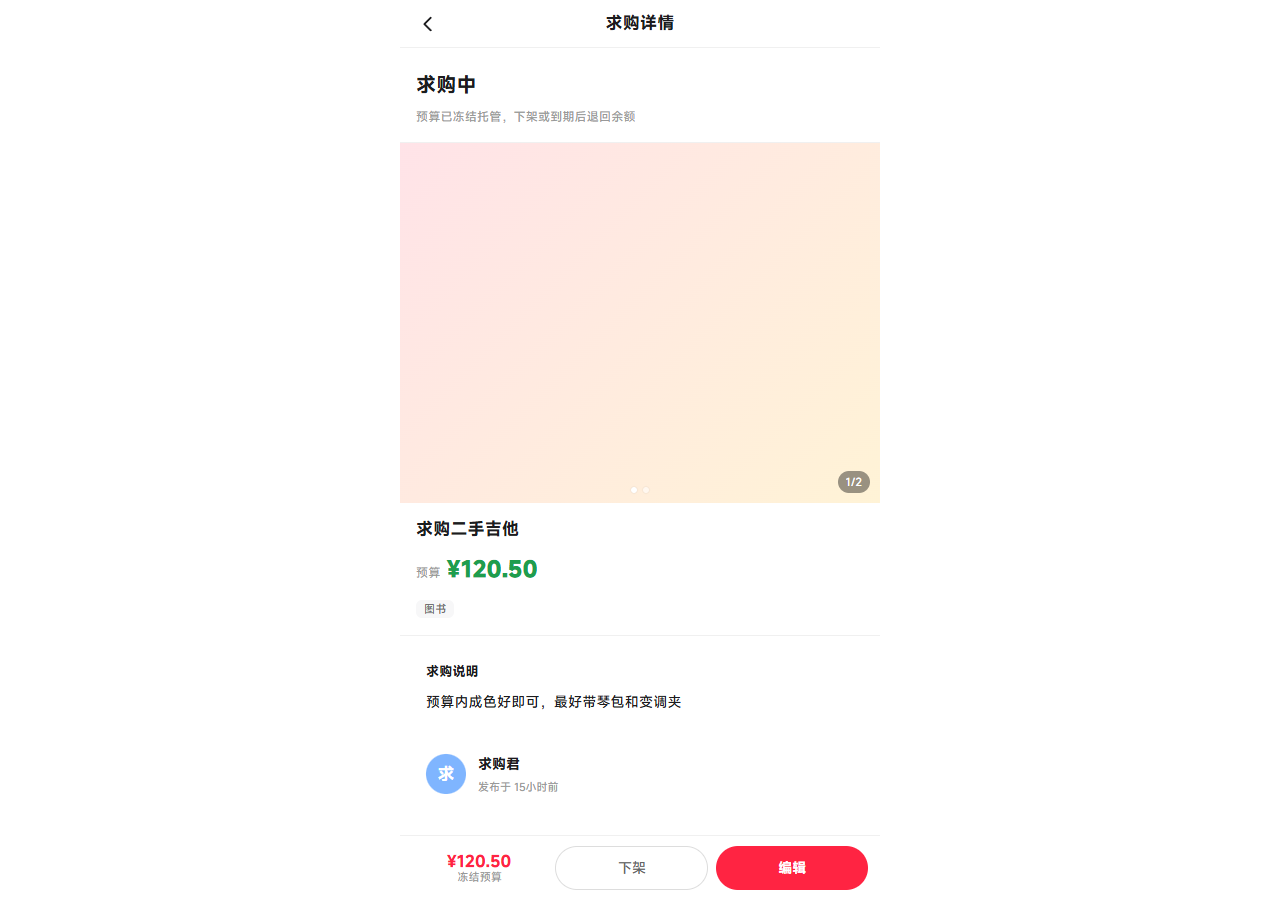 求购详情
求购中
预算已冻结托管，下架或到期后退回余额
1/2
求购二手吉他
预算 ¥120.50
图书
求购说明
预算内成色好即可，最好带琴包和变调夹
求
求购君
发布于 15小时前
¥120.50
冻结预算
下架
编辑